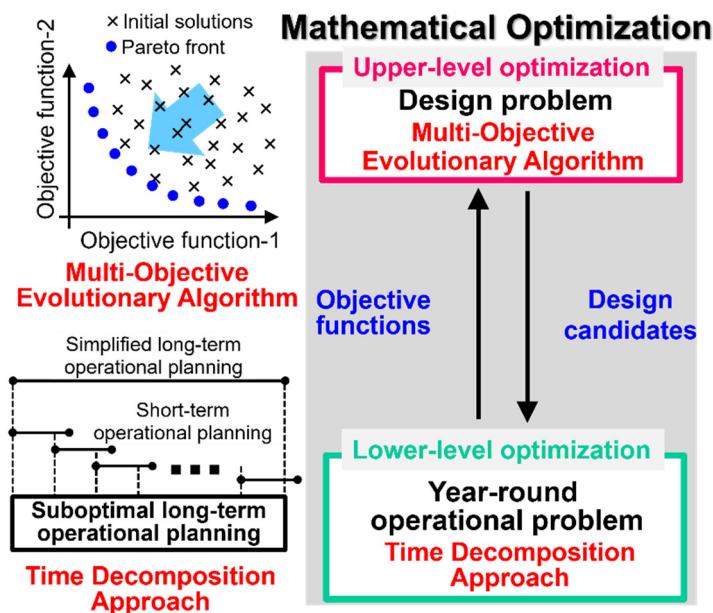 × Initial solutions
● Pareto front
Objective function-2
Objective function-1
Multi-Objective
Evolutionary Algorithm
Simplified long-term
operational planning
Short-term
operational planning
Suboptimal long-term
operational planning
Time Decomposition
Approach
Mathematical Optimization
Upper-level optimization
Design problem
Multi-Objective
Evolutionary Algorithm
Objective
functions
Design
candidates
Lower-level optimization
Year-round
operational problem
Time Decomposition
Approach